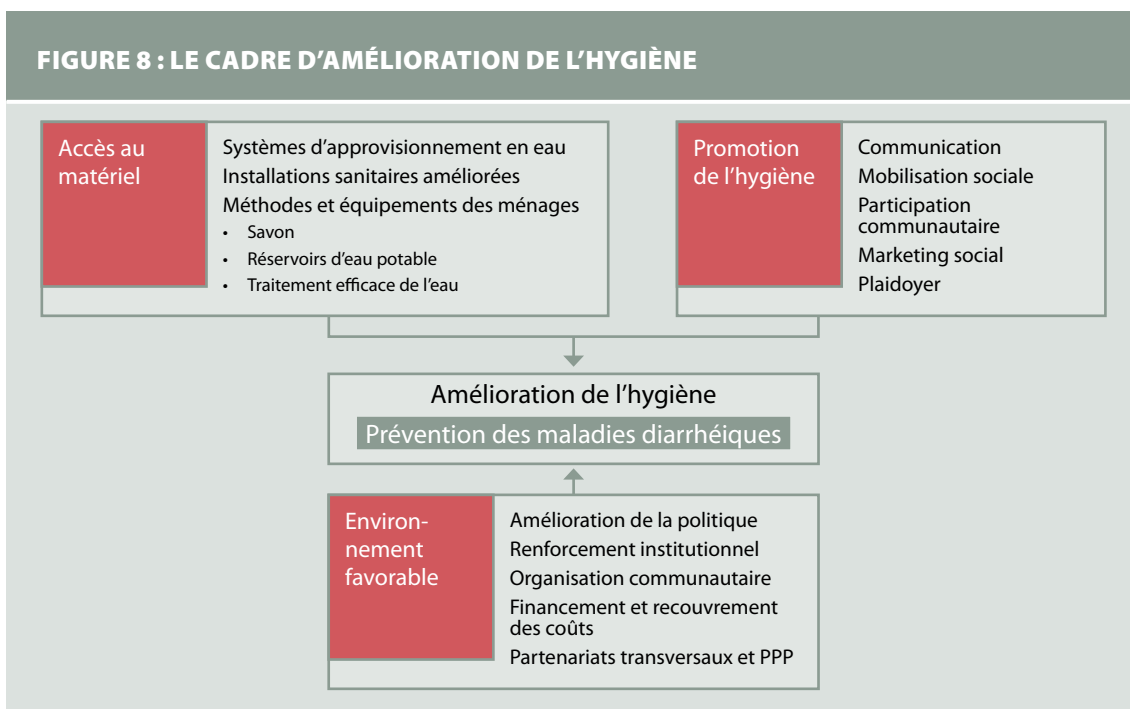 FIGURE 8 : LE CADRE D’AMÉLIORATION DE L’HYGIÈNE
Accès au
matériel
Systèmes d’approvisionnement en eau
Installations sanitaires améliorées
Méthodes et équipements des ménages
• Savon
• Réservoirs d’eau potable
• Traitement efficace de l’eau
Promotion
de l’hygiène
Communication
Mobilisation sociale
Participation
communautaire
Marketing social
Plaidoyer
Amélioration de l’hygiène
Prévention des maladies diarrhéiques
Environ-
nement
favorable
Amélioration de la politique
Renforcement institutionnel
Organisation communautaire
Financement et recouvrement
des coûts
Partenariats transversaux et PPP